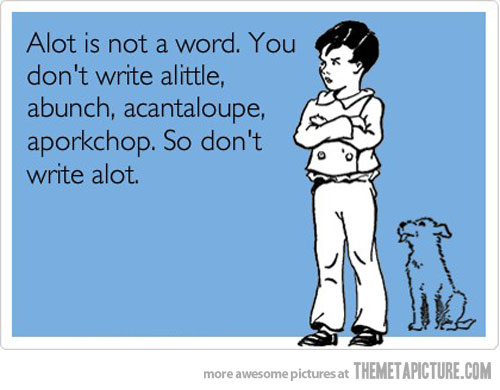 Alot is not a word. You
don't write alittle,
abunch, acantaloupe,
aporkchop. So don't
write alot.
more awesome pictures at THEMETAPICTURE.COM